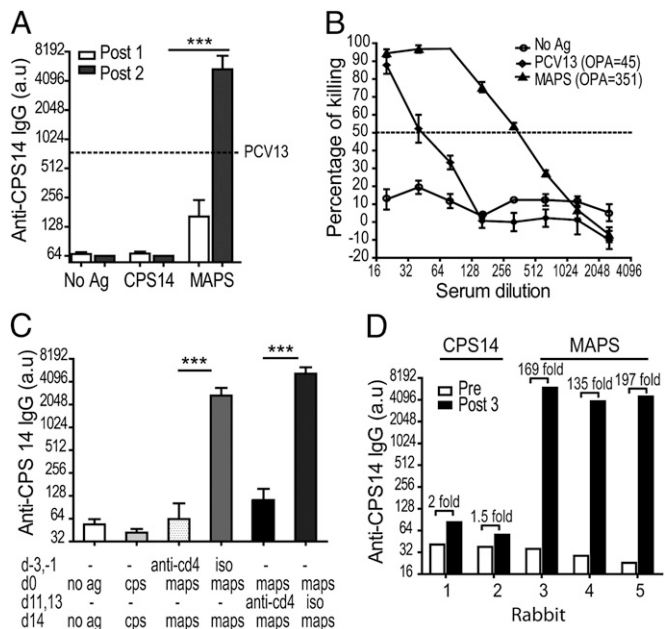 A
Anti-CPS14 IgG (a.u)
8192
4096
2048
1024
512
256
128
64
Post 1
Post 2
***
PCV13
No Ag CPS14 MAPS
B
Percentage of killing
100
90
80
70
60
50
40
30
20
10
0
-10
-20
No Ag
PCV13 (OPA=45)
MAPS (OPA=351)
16 32 64 128 256 512 1024 2048 4096
Serum dilution
C
Anti-CPS 14 IgG (a.u)
8192
4096
2048
1024
512
256
128
64
32
*** ***
d-3,-1 - - anti-cd4 iso - -
d0 no ag cps maps maps maps maps
d11,13 - - - - anti-cd4 iso
d14 no ag cps maps maps maps maps
D
CPS14 MAPS
Anti-CPS14 IgG (a.u)
8192
4096
2048
1024
512
256
128
64
32
16
Pre
Post 3
2 fold
1.5 fold
169 fold
135 fold
197 fold
1 2 3 4 5
Rabbit